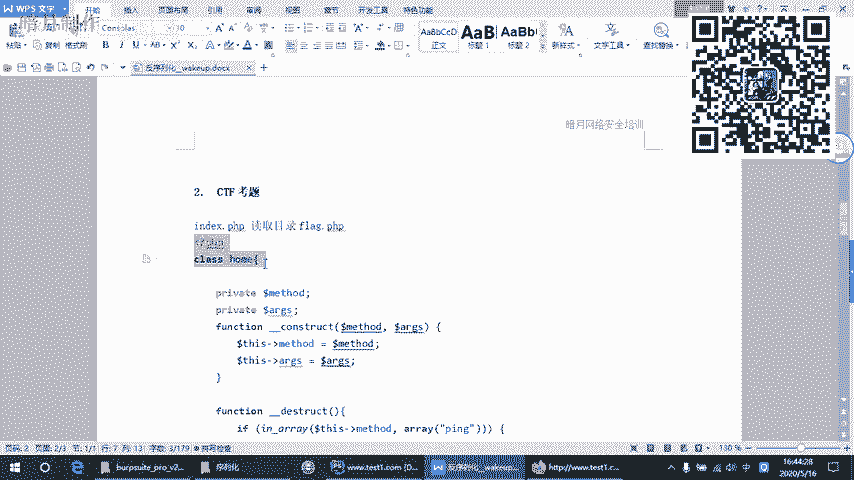 暗月制作
WPS 文字
开始
插入
页面布局
引用
审阅
视图
章节
开发工具
特色功能
粘贴
复制
格式刷
Consolas
AaBbCcD
AaBl
AaBb(
正文
标题 1
标题 2
新样式
文字工具
查找替换
反序列化__wakeup.docx
暗月网络安全培训
2. CTF 考题
index.php 读取目录 flag.php
<?php
class home{
private $method;
private $args;
function __construct($method, $args) {
$this->method = $method;
$this->args = $args;
}
function __destruct(){
if (in_array($this->method, array("ping"))) {
页码: 2 页面: 2/3 节: 1/1 行: 7 列: 13 字数: 3/179 拼写检查
130 %
burpsuite_pro_v2...
序列化
www.test1.com [D...
反序列化__wakeup...
http://www.test1.c...
中
16:44:28
2020/5/16